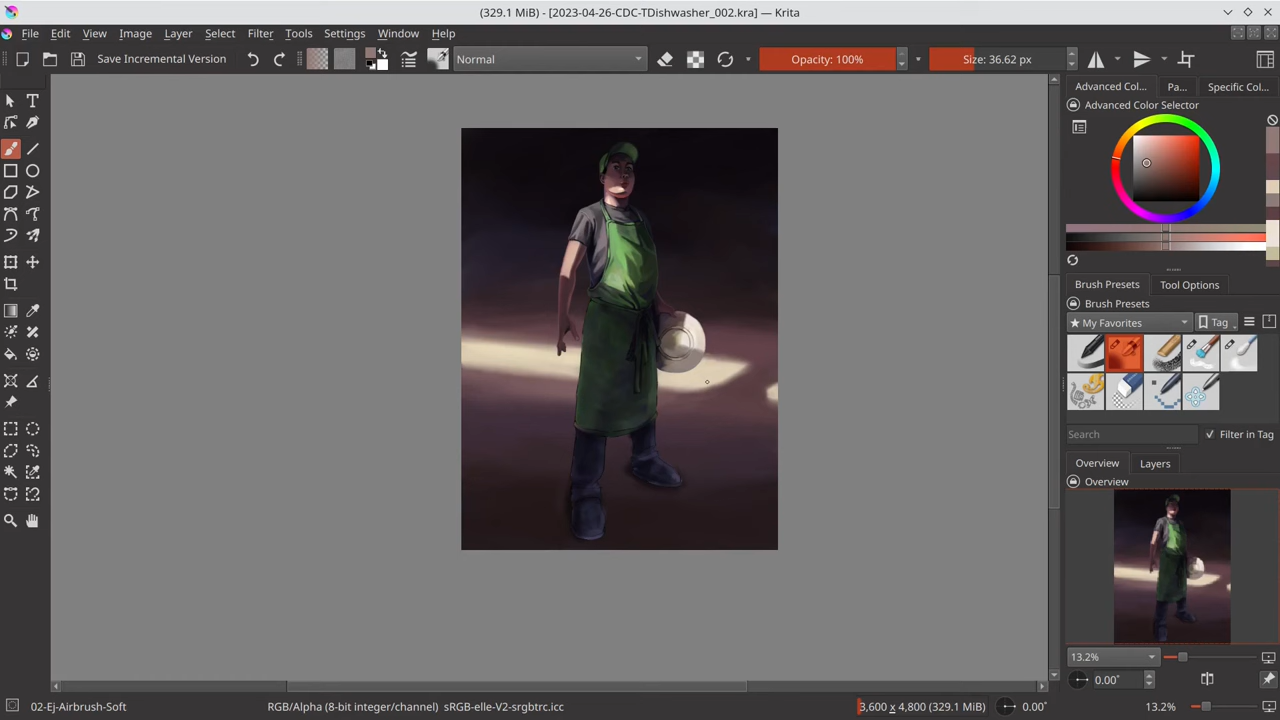 (329.1 MiB) - [2023-04-26-CDC-TDishwasher_002.kra] — Krita
File Edit View Image Layer Select Filter Tools Settings Window Help
Save Incremental Version
Normal
Opacity: 100%
Size: 36.62 px
Advanced Col... Pa... Specific Col...
Advanced Color Selector
Brush Presets Tool Options
Brush Presets
★ My Favorites
Tag
Search
Filter in Tag
Overview Layers
Overview
13.2%
0.00°
02-Ej-Airbrush-Soft
RGB/Alpha (8-bit integer/channel) sRGB-elle-V2-srgbtrc.icc
3,600 x 4,800 (329.1 MiB)
0.00°
13.2%